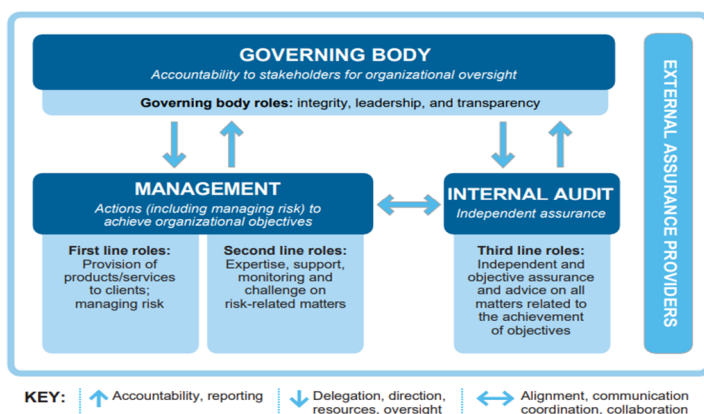 GOVERNING BODY
Accountability to stakeholders for organizational oversight
Governing body roles: integrity, leadership, and transparency
MANAGEMENT
Actions (including managing risk) to
achieve organizational objectives
First line roles:
Provision of
products/services
to clients;
managing risk
Second line roles:
Expertise, support,
monitoring and
challenge on
risk-related matters
INTERNAL AUDIT
Independent assurance
Third line roles:
Independent and
objective assurance
and advice on all
matters related to
the achievement
of objectives
EXTERNAL ASSURANCE PROVIDERS
KEY:
Accountability, reporting
Delegation, direction,
resources, oversight
Alignment, communication
coordination, collaboration